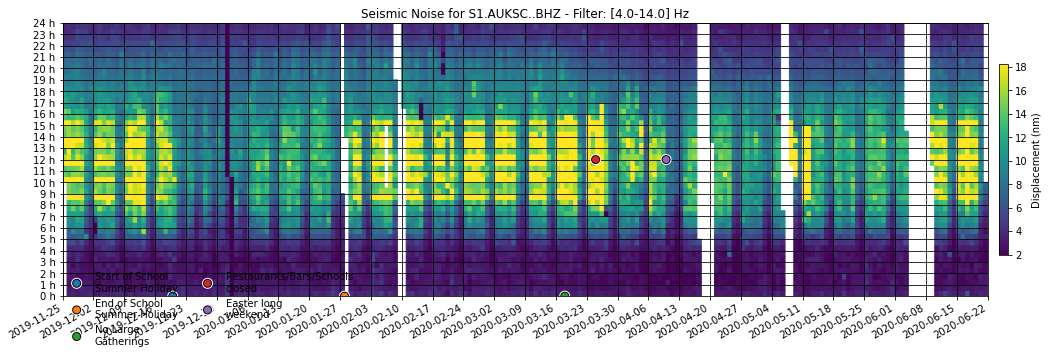 Seismic Noise for S1.AUKSC..BHZ - Filter: [4.0-14.0] Hz
24 h
23 h
22 h
21 h
20 h
19 h
18 h
17 h
16 h
15 h
14 h
13 h
12 h
11 h
10 h
9 h
8 h
7 h
6 h
5 h
4 h
3 h
2 h
1 h
0 h
18
16
14
12
10
8
6
4
2
Displacement (nm)
Start of School
Summer Holiday
End of School
Summer Holiday
No Large
Gatherings
Restaurants/Bars/Schools
closed
Easter long
weekend
2019-11-25
2019-12-02
2020-01-20
2020-01-27
2020-02-03
2020-02-10
2020-02-17
2020-02-24
2020-03-02
2020-03-09
2020-03-16
2020-03-23
2020-03-30
2020-04-06
2020-04-13
2020-04-20
2020-04-27
2020-05-04
2020-05-11
2020-05-18
2020-05-25
2020-06-01
2020-06-08
2020-06-15
2020-06-22